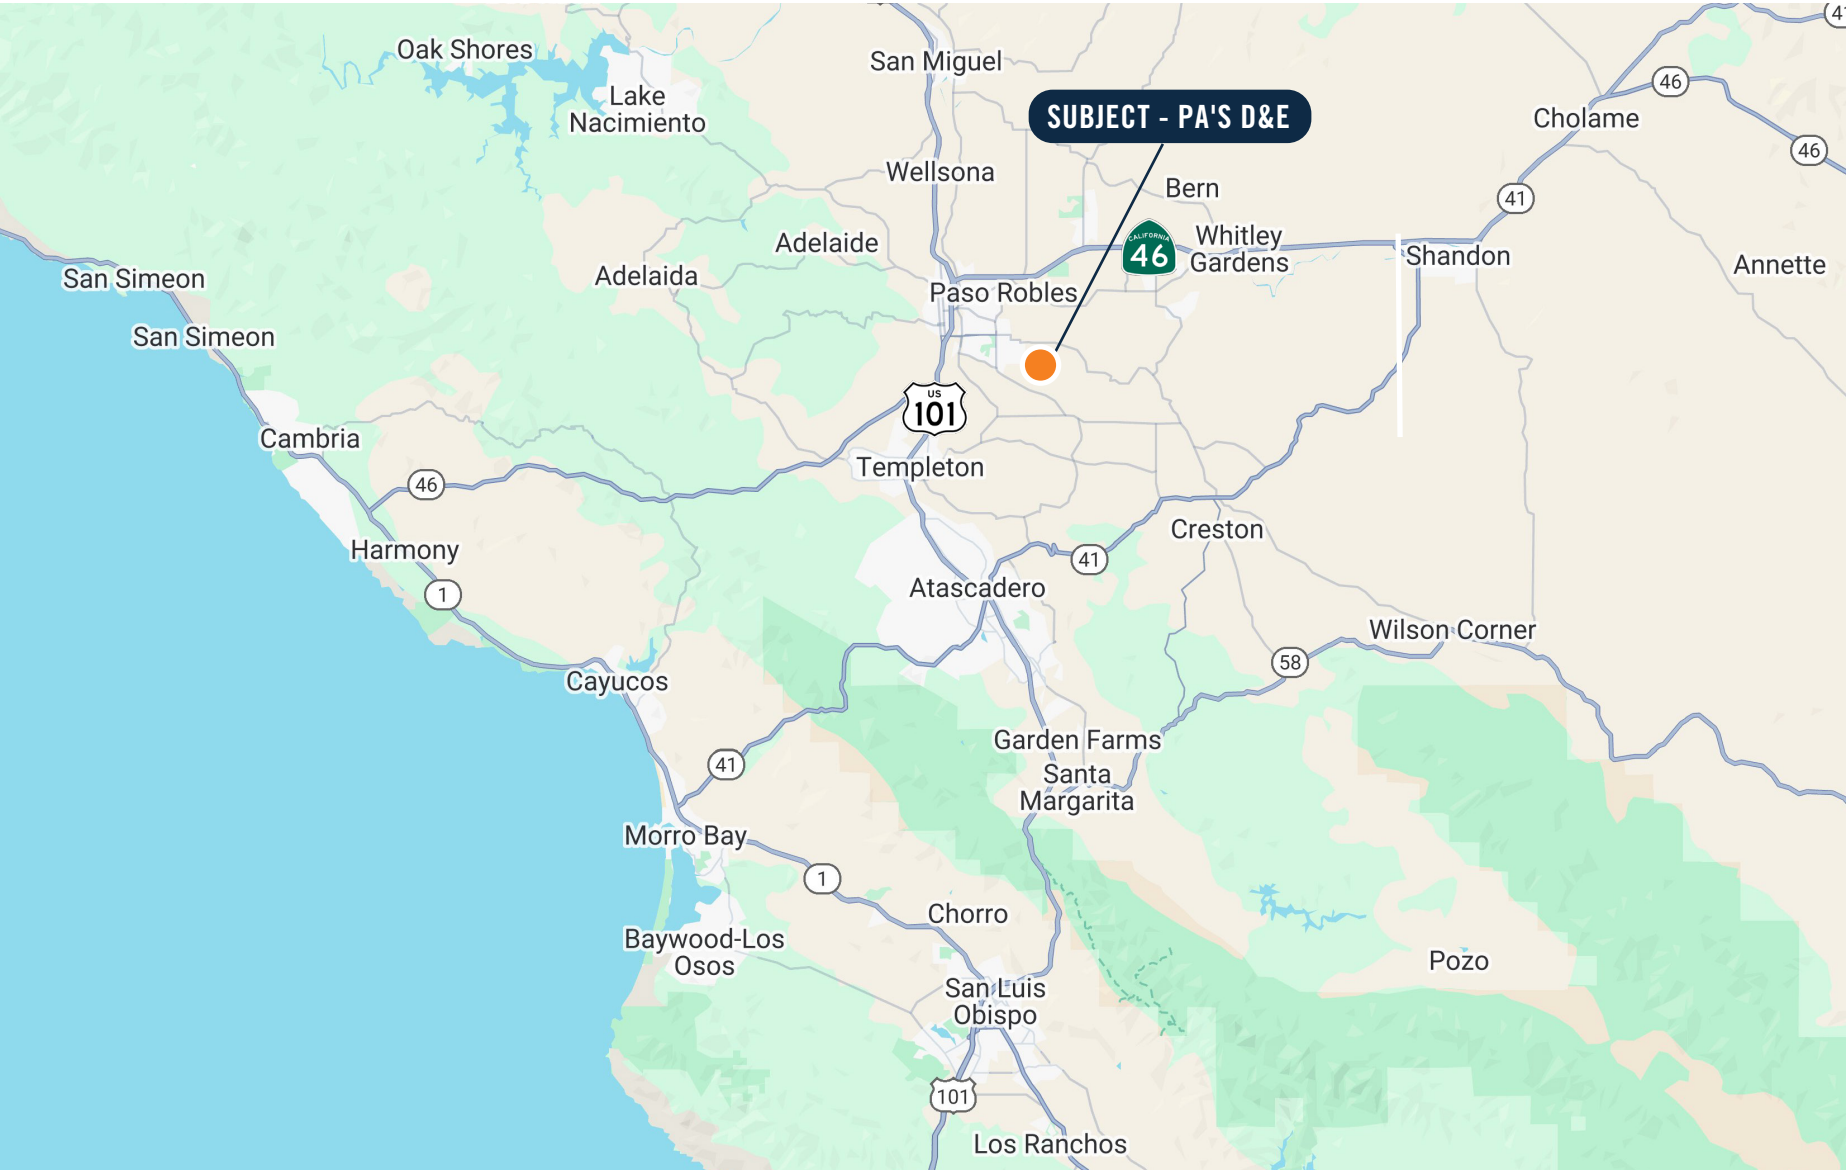 41
Oak Shores
San Miguel
46
Lake
Nacimiento
SUBJECT - PA'S D&E
Cholame
46
Wellsona
Bern
41
Adelaide
CALIFORNIA
46
Whitley
Gardens
Shandon
Annette
San Simeon
Adelaida
Paso Robles
San Simeon
US
101
Cambria
Templeton
46
Creston
Harmony
41
1
Atascadero
Wilson Corner
58
Cayucos
Garden Farms
41
Santa
Margarita
Morro Bay
1
Chorro
Baywood-Los
Osos
Pozo
San Luis
Obispo
101
Los Ranchos